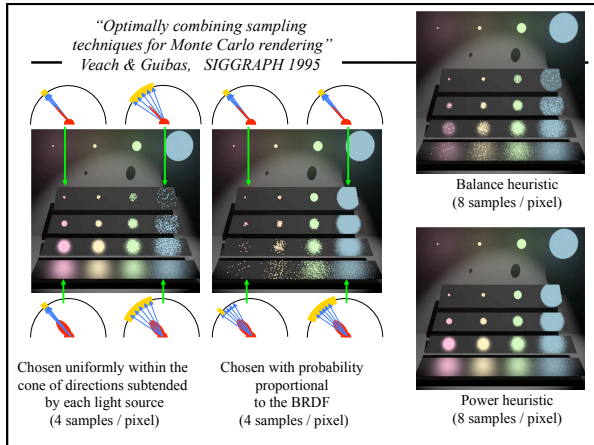 “Optimally combining sampling
techniques for Monte Carlo rendering”
Veach & Guibas, SIGGRAPH 1995
Chosen uniformly within the
cone of directions subtended
by each light source
(4 samples / pixel)
Chosen with probability
proportional
to the BRDF
(4 samples / pixel)
Balance heuristic
(8 samples / pixel)
Power heuristic
(8 samples / pixel)